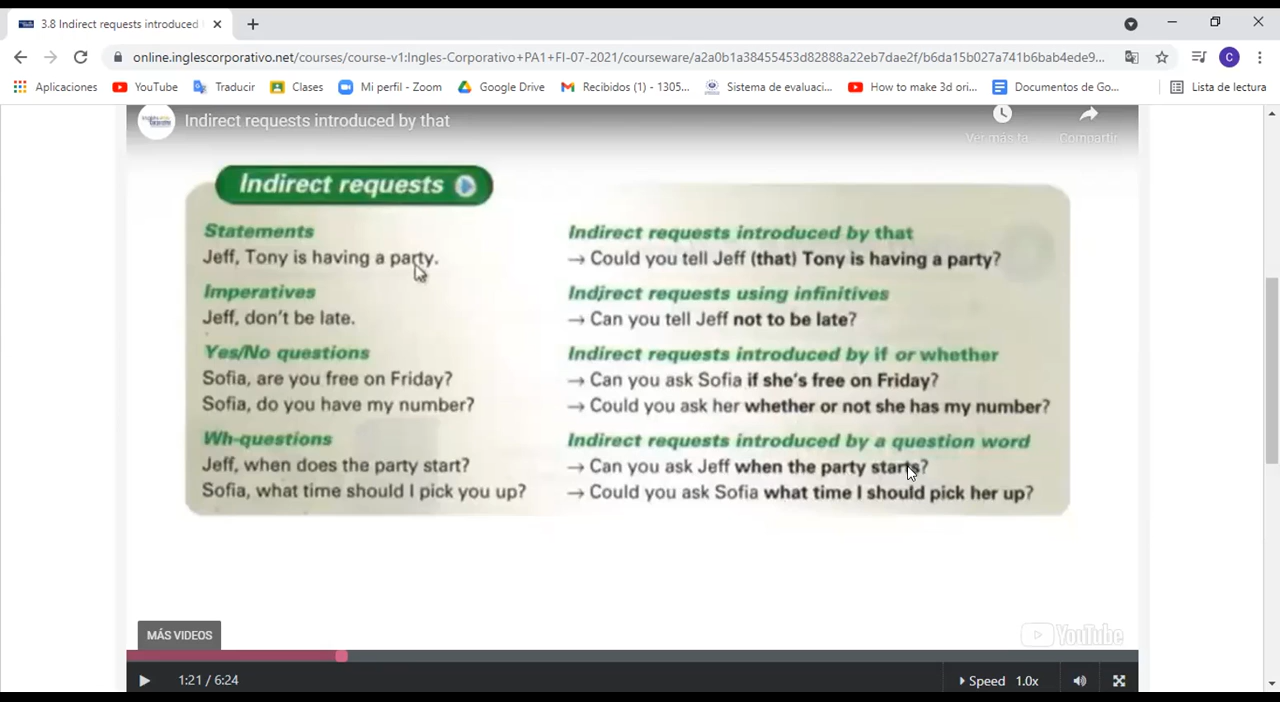 3.8 Indirect requests introduced
online.inglescorporativo.net/courses/course-v1:Ingles-Corporativo+PA1+FI-07-2021/courseware/a2a0b1a38455453d82888a22eb7dae2f/b6da15b027a741b6bab4ede9...
C
Aplicaciones YouTube Traducir Clases Mi perfil - Zoom Google Drive Recibidos (1) - 1305... Sistema de evaluaci... How to make 3d ori... Documentos de Go... Lista de lectura
Indirect requests introduced by that
Ver más ta Compartir
Indirect requests
Statements
Jeff, Tony is having a party.
Indirect requests introduced by that
→ Could you tell Jeff (that) Tony is having a party?
Imperatives
Jeff, don't be late.
Indirect requests using infinitives
→ Can you tell Jeff not to be late?
Yes/No questions
Sofia, are you free on Friday?
Sofia, do you have my number?
Indirect requests introduced by if or whether
→ Can you ask Sofia if she's free on Friday?
→ Could you ask her whether or not she has my number?
Wh-questions
Jeff, when does the party start?
Sofia, what time should I pick you up?
Indirect requests introduced by a question word
→ Can you ask Jeff when the party starts?
→ Could you ask Sofia what time I should pick her up?
MÁS VIDEOS
YouTube
1:21 / 6:24
Speed 1.0x